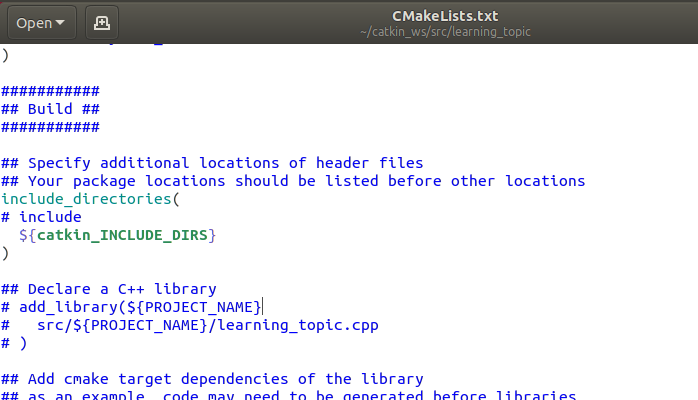 Open
CMakeLists.txt
~/catkin_ws/src/learning_topic
)
###########
## Build ##
###########
## Specify additional locations of header files
## Your package locations should be listed before other locations
include_directories(
# include
  ${catkin_INCLUDE_DIRS}
)
## Declare a C++ library
# add_library(${PROJECT_NAME}
#   src/${PROJECT_NAME}/learning_topic.cpp
# )
## Add cmake target dependencies of the library
## as an example, code may need to be generated before libraries